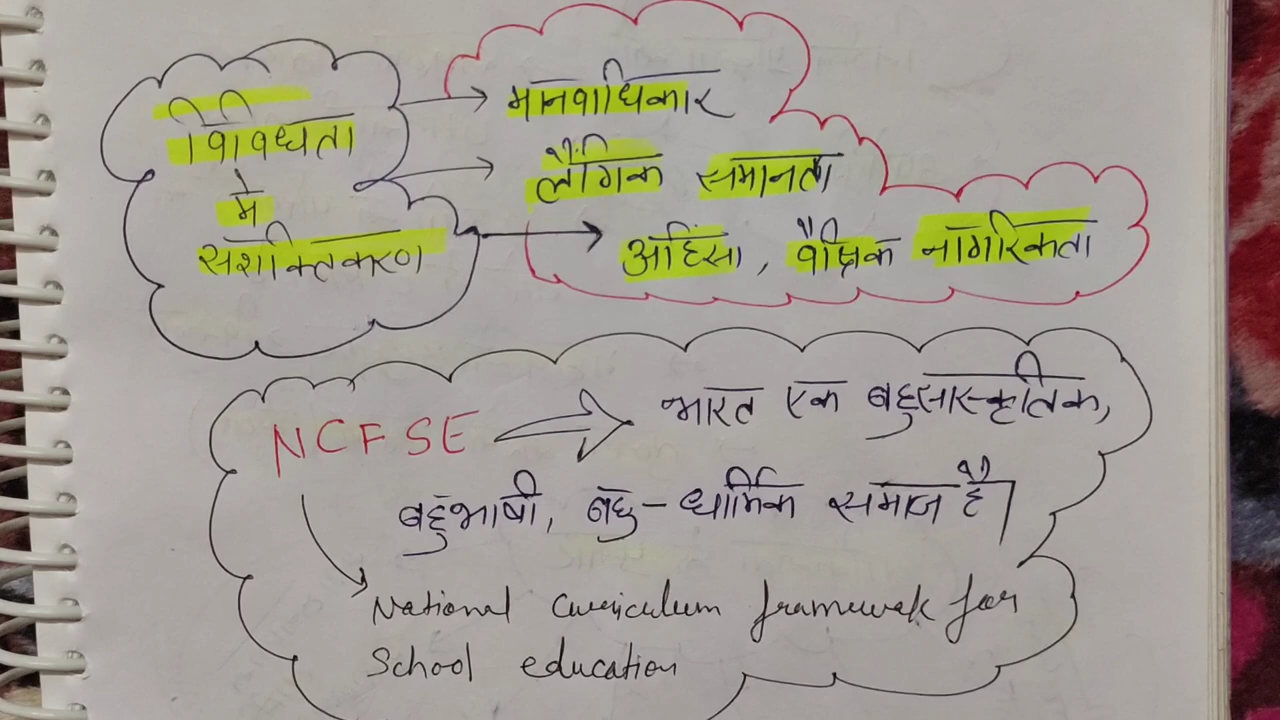 विविधता
में
सशक्तिकरण
मानवाधिकार
लैंगिक समानता
अहिंसा, वैश्विक नागरिकता
NCFSE
भारत एक बहुसांस्कृतिक,
बहुभाषी, बहु-धार्मिक समाज है।
National Curriculum framework for
School education